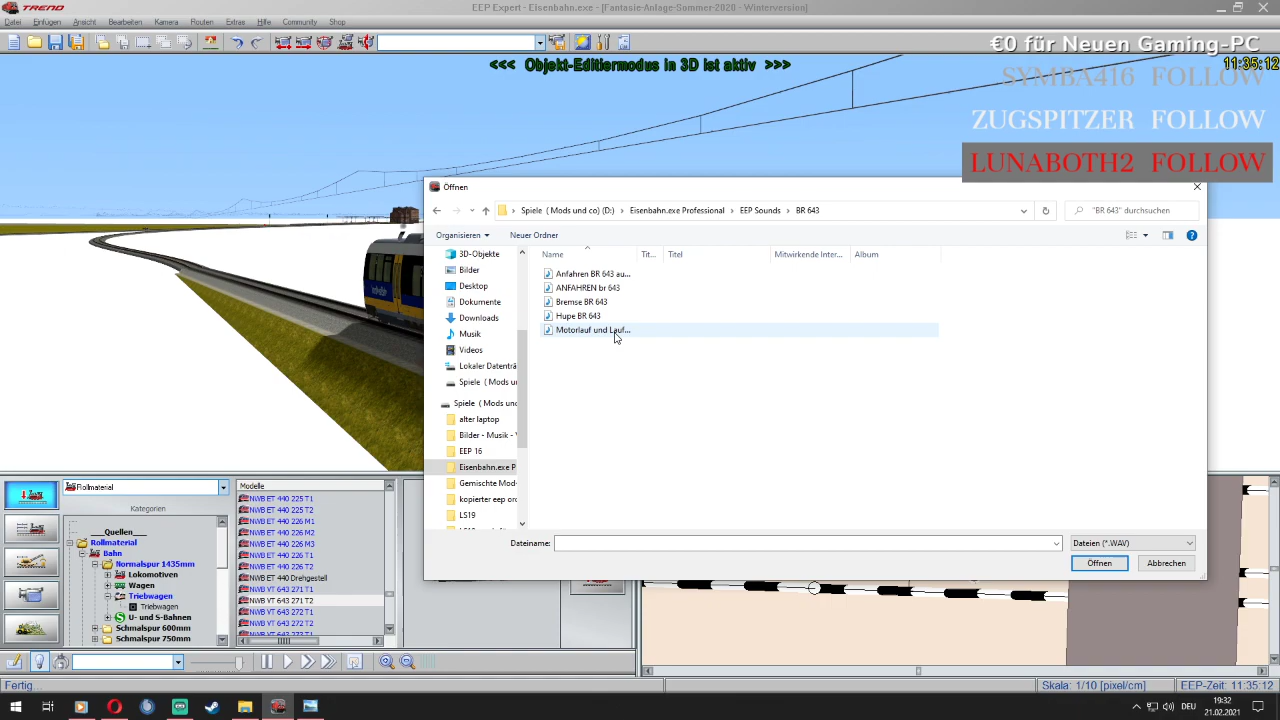 TREND
EEP Expert - Eisenbahn.exe - [Fantasie-Anlage-Sommer-2020 - Winterversion)
Datei Einfügen Ansicht Bearbeiten Kamera Routen Extras Hilfe Community Shop
€0 für Neuen Gaming-PC
<<< Objekt-Editiermodus in 3D ist aktiv >>>
11:35:12
SYMBA416 FOLLOW
ZUGSPITZER FOLLOW
LUNABOTH2 FOLLOW
Öffnen
Spiele ( Mods und co) (D:) Eisenbahn.exe Professional EEP Sounds BR 643
"BR 643" durchsuchen
Organisieren Neuer Ordner
3D-Objekte
Bilder
Desktop
Dokumente
Downloads
Musik
Videos
Lokaler Datenträ
Spiele ( Mods un
Spiele ( Mods und
alter laptop
Bilder - Musik - V
EEP 16
Eisenbahn.exe P
Gemischte Mod-
kopierter eep ord
LS19
Name Tit... Titel Mitwirkende Inter... Album
Anfahren BR 643 au...
ANFAHREN br 643
Bremse BR 643
Hupe BR 643
Motorlauf und Lauf...
Dateiname:
Dateien (*.WAV)
Öffnen Abbrechen
Rollmaterial
Kategorien
__Quellen__
Rollmaterial
Bahn
Normalspur 1435mm
Lokomotiven
Wagen
Triebwagen
Triebwagen
U- und S-Bahnen
Schmalspur 600mm
Schmalspur 750mm
Modelle
NWB ET 440 225 T1
NWB ET 440 225 T2
NWB ET 440 226 M1
NWB ET 440 226 M2
NWB ET 440 226 M3
NWB ET 440 226 T1
NWB ET 440 226 T2
NWB ET 440 Drehgestell
NWB VT 643 271 T1
NWB VT 643 271 T2
NWB VT 643 272 T1
NWB VT 643 272 T2
NWB VT 643 273 T1
Fertig...
Skala: 1/10 [pixel/cm]
EEP-Zeit: 11:35:12
DEU
19:32
21.02.2021